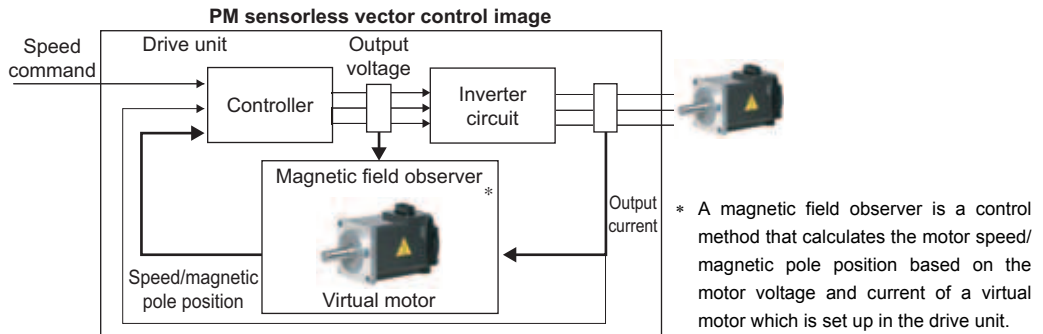 PM sensorless vector control image
Speed
command
Drive unit
Output
voltage
Controller
Inverter
circuit
Magnetic field observer
*
Output
current
Speed/magnetic
pole position
Virtual motor
* A magnetic field observer is a control
method that calculates the motor speed/
magnetic pole position based on the
motor voltage and current of a virtual
motor which is set up in the drive unit.